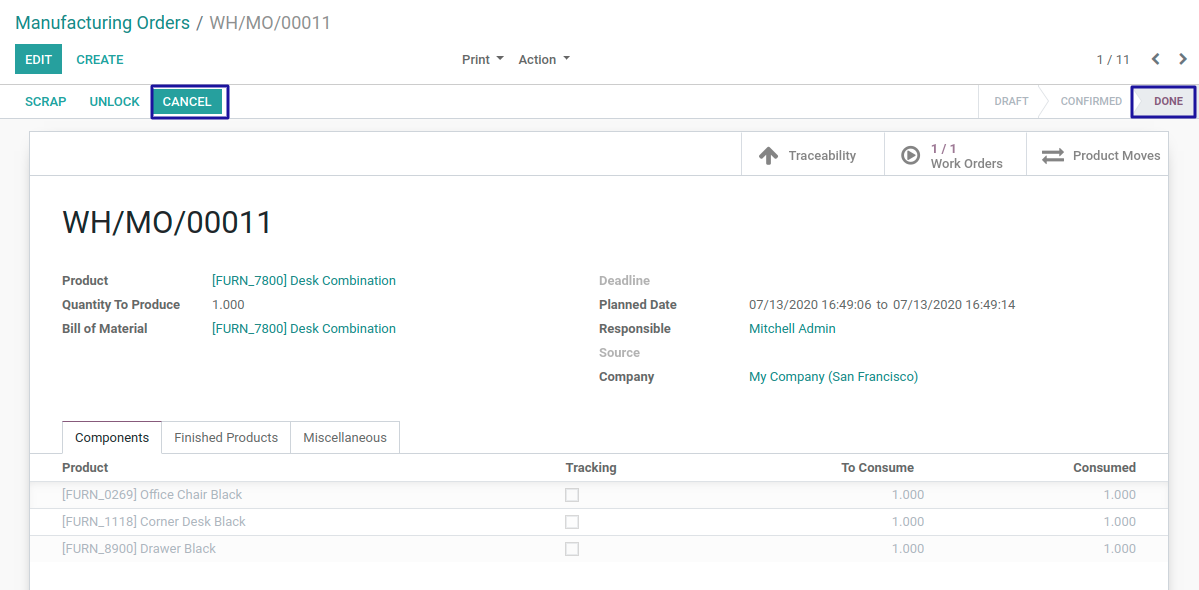 Manufacturing Orders / WH/MO/00011
EDIT CREATE Print Action 1 / 11
SCRAP UNLOCK CANCEL DRAFT CONFIRMED DONE
Traceability 1 / 1 Work Orders Product Moves
WH/MO/00011
Product [FURN_7800] Desk Combination Deadline
Quantity To Produce 1.000 Planned Date 07/13/2020 16:49:06 to 07/13/2020 16:49:14
Bill of Material [FURN_7800] Desk Combination Responsible Mitchell Admin
Source
Company My Company (San Francisco)
Components Finished Products Miscellaneous
Product Tracking To Consume Consumed
[FURN_0269] Office Chair Black 1.000 1.000
[FURN_1118] Corner Desk Black 1.000 1.000
[FURN_8900] Drawer Black 1.000 1.000